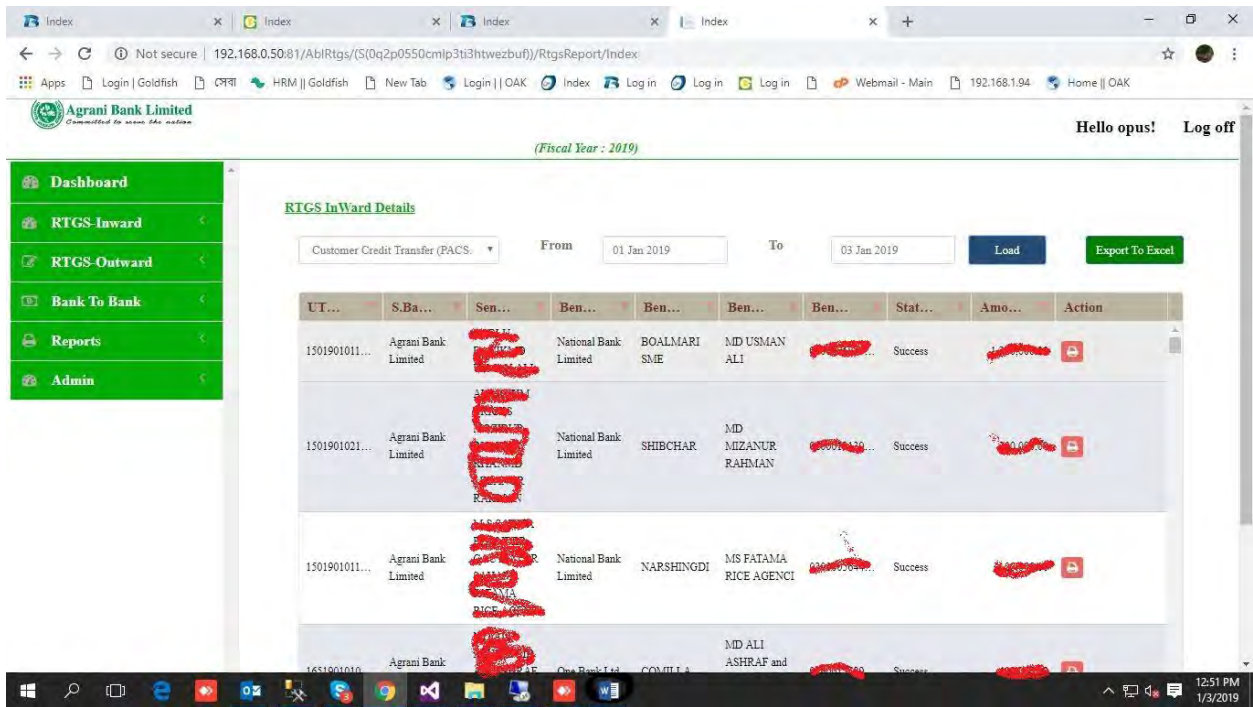 Index
Index
Index
Index
Not secure | 192.168.0.50:81/AblRtgs/(S(0q2p0550cmlp3ti3htwezbuf))/RtgsReport/Index
Apps Login | Goldfish সেবা HRM || Goldfish New Tab Login | | OAK Index Log in Log in Log in Webmail - Main 192.168.1.94 Home || OAK
Agrani Bank Limited
Committed to serve the nation
Hello opus! Log off
(Fiscal Year : 2019)
Dashboard
RTGS-Inward
RTGS-Outward
Bank To Bank
Reports
Admin
RTGS InWard Details
Customer Credit Transfer (PACS. From 01 Jan 2019 To 03 Jan 2019 Load Export To Excel
UT... S.Ba... Sen... Ben... Ben... Ben... Ben... Stat... Amo... Action
1501901011... Agrani Bank Limited National Bank Limited BOALMARI SME MD USMAN ALI Success
1501901021... Agrani Bank Limited RAHMAN National Bank Limited SHIBCHAR MD MIZANUR RAHMAN Success
1501901011... Agrani Bank Limited National Bank Limited NARSHINGDI MS FATAMA RICE AGENCI Success
1651901010... Agrani Bank One Bank Ltd COMILLA MD ALI ASHRAF and Success
12:51 PM
1/3/2019